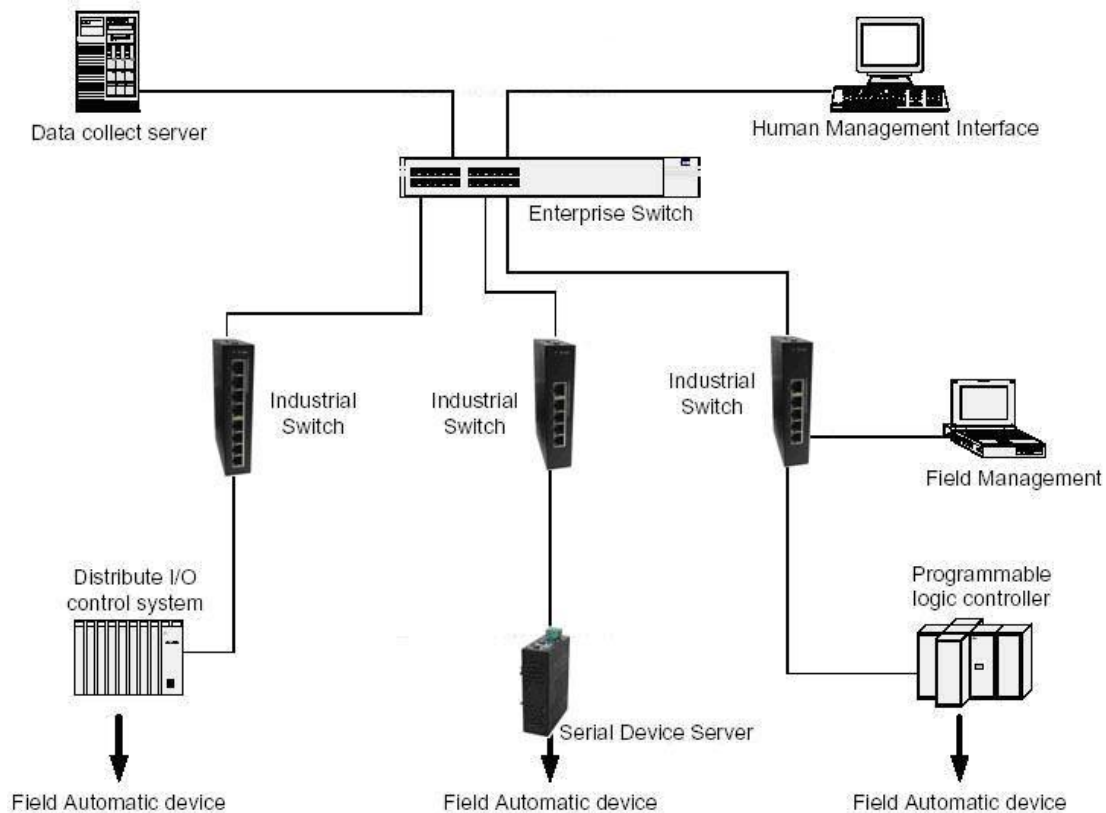 Data collect server
Human Management Interface
Enterprise Switch
Industrial
Switch
Industrial
Switch
Industrial
Switch
Field Management
Distribute I/O
control system
Programmable
logic controller
Serial Device Server
Field Automatic device
Field Automatic device
Field Automatic device